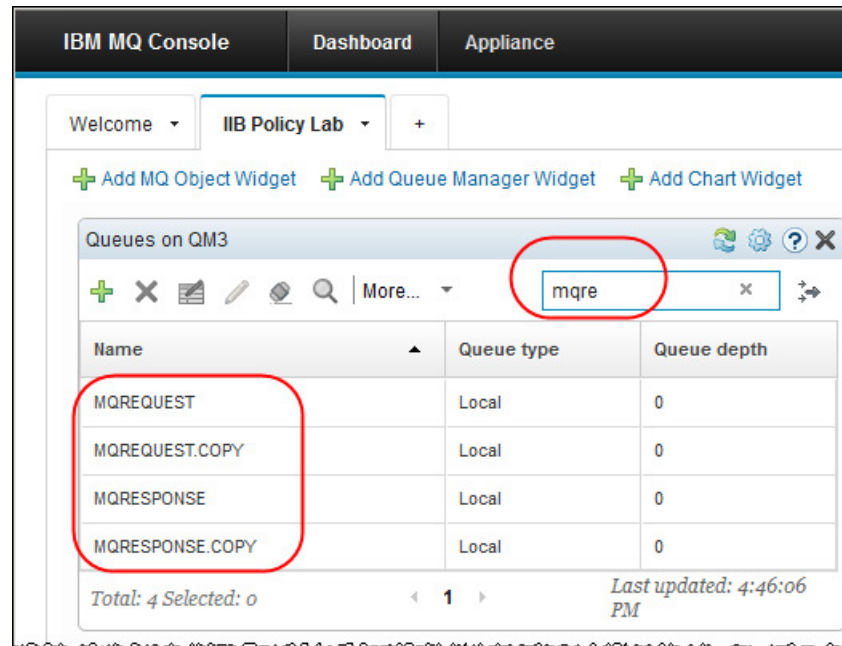 IBM MQ Console Dashboard Appliance
Welcome IIB Policy Lab +
Add MQ Object Widget Add Queue Manager Widget Add Chart Widget
Queues on QM3
More... mqre
Name Queue type Queue depth
MQREQUEST Local 0
MQREQUEST.COPY Local 0
MQRESPONSE Local 0
MQRESPONSE.COPY Local 0
Total: 4 Selected: 0 1 Last updated: 4:46:06
PM